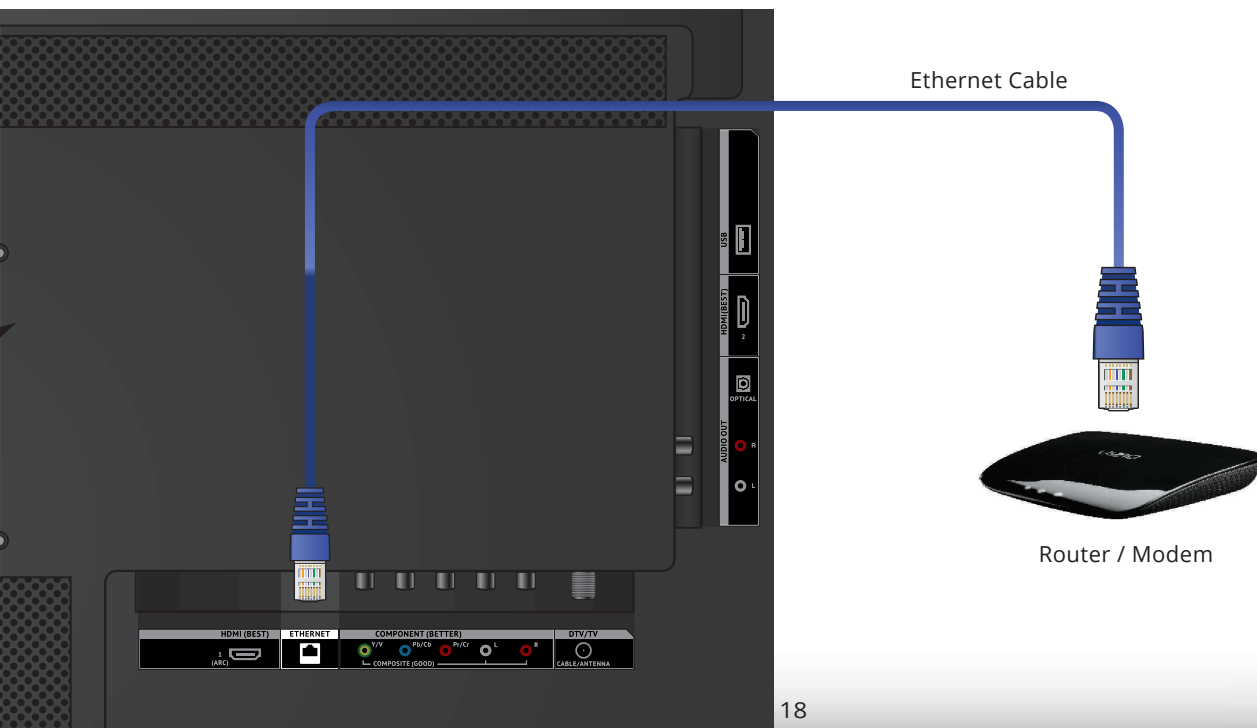 Ethernet Cable
USB
HDMI(BEST)
2
OPTICAL
AUDIO OUT
R
L
Router / Modem
HDMI (BEST)
1
(ARC)
ETHERNET
COMPONENT (BETTER)
Y/V Pb/Cb Pr/Cr L R
COMPOSITE (GOOD)
DTV/TV
CABLE/ANTENNA
18